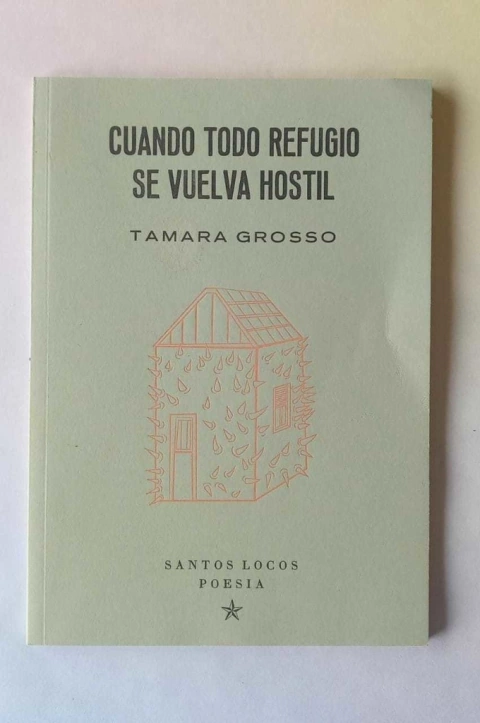 CUANDO TODO REFUGIO
SE VUELVA HOSTIL
TAMARA GROSSO
SANTOS LOCOS
POESIA